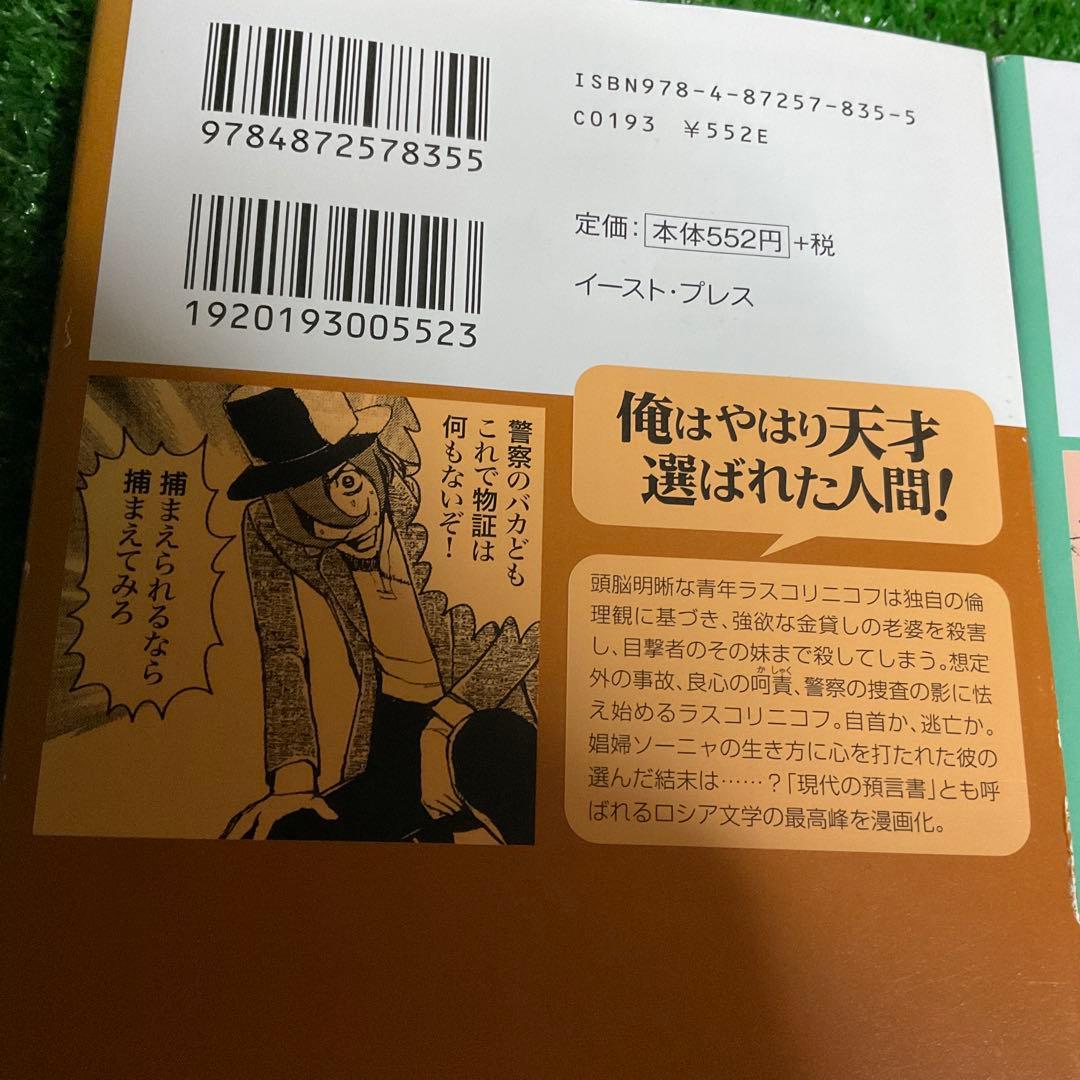 9784872578355
ISBN978-4-87257-835-5
C0193 ¥552E
1920193005523
定価：本体552円+税
イースト・プレス
警察のバカども
これで物証は
何もないぞ！
捕まえられるなら
捕まえてみろ
俺はやはり天才
選ばれた人間！
頭脳明晰な青年ラスコリニコフは独自の倫
理観に基づき、強欲な金貸しの老婆を殺害
し、目撃者のその妹まで殺してしまう。想定
外の事故、良心の呵責、警察の捜査の影に怯
かしゃく
え始めるラスコリニコフ。自首か、逃亡か。
娼婦ソーニャの生き方に心を打たれた彼の
選んだ結末は……？「現代の預言書」とも呼
ばれるロシア文学の最高峰を漫画化。